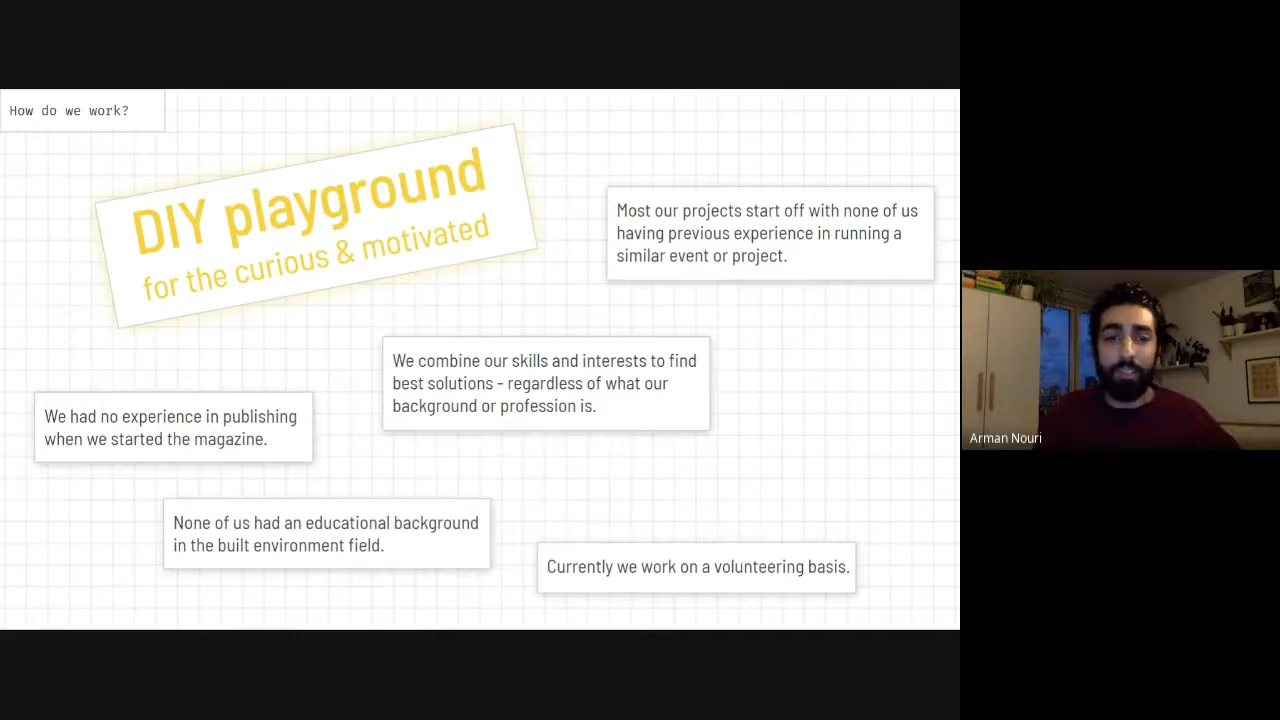 How do we work?
DIY playground
for the curious & motivated
Most our projects start off with none of us
having previous experience in running a
similar event or project.
We combine our skills and interests to find
best solutions - regardless of what our
background or profession is.
We had no experience in publishing
when we started the magazine.
None of us had an educational background
in the built environment field.
Currently we work on a volunteering basis.
Arman Nouri